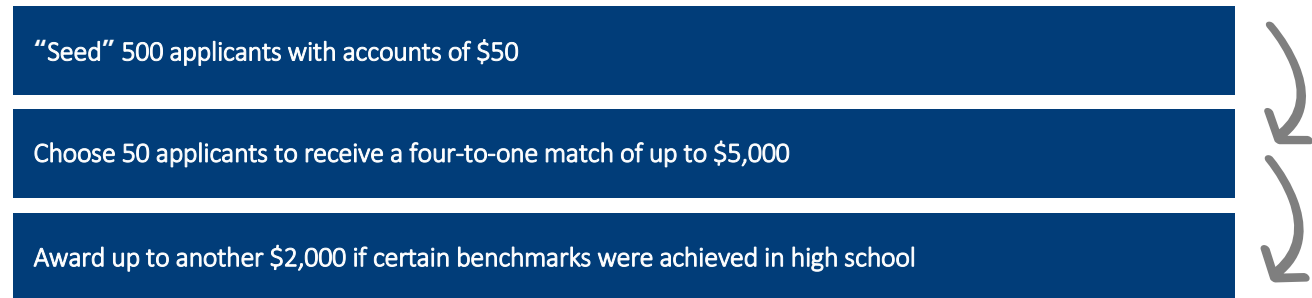 “Seed” 500 applicants with accounts of $50
Choose 50 applicants to receive a four-to-one match of up to $5,000
Award up to another $2,000 if certain benchmarks were achieved in high school